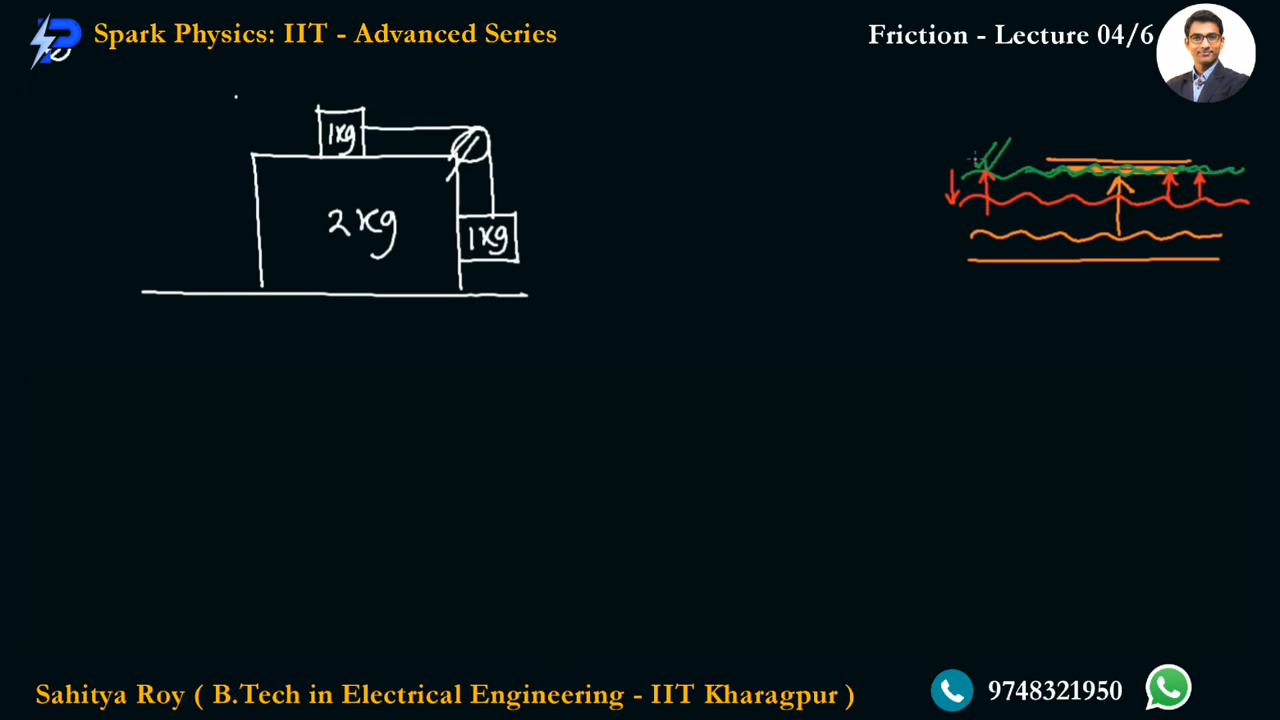 Spark Physics: IIT - Advanced Series
Friction - Lecture 04/6
1kg
2kg
1kg
Sahitya Roy ( B.Tech in Electrical Engineering - IIT Kharagpur )
9748321950